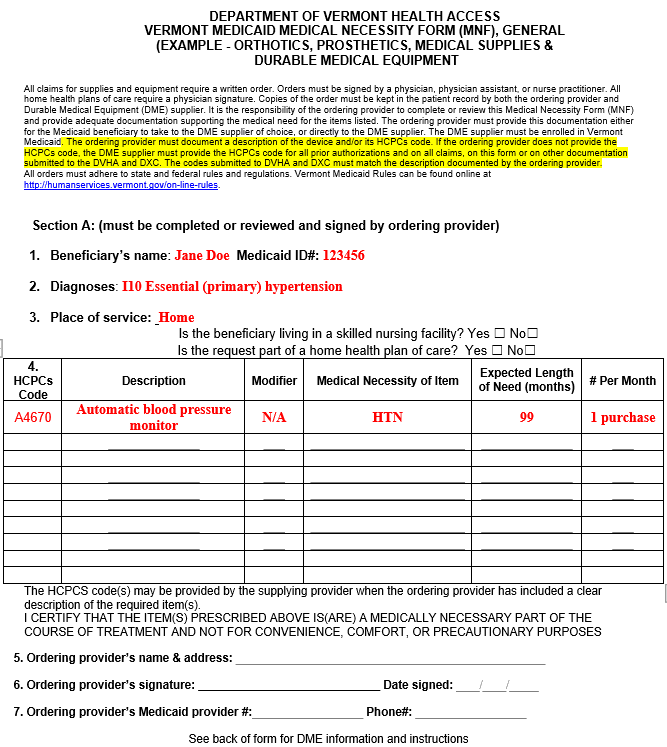 DEPARTMENT OF VERMONT HEALTH ACCESS
VERMONT MEDICAID MEDICAL NECESSITY FORM (MNF), GENERAL
(EXAMPLE - ORTHOTICS, PROSTHETICS, MEDICAL SUPPLIES &
DURABLE MEDICAL EQUIPMENT
All claims for supplies and equipment require a written order. Orders must be signed by a physician, physician assistant, or nurse practitioner. All
home health plans of care require a physician signature. Copies of the order must be kept in the patient record by both the ordering provider and
Durable Medical Equipment (DME) supplier. It is the responsibility of the ordering provider to complete or review this Medical Necessity Form (MNF)
and provide adequate documentation supporting the medical need for the items listed. The ordering provider must provide this documentation either
for the Medicaid beneficiary to take to the DME supplier of choice, or directly to the DME supplier. The DME supplier must be enrolled in Vermont
Medicaid. The ordering provider must document a description of the device and/or its HCPCs code. If the ordering provider does not provide the
HCPCs code, the DME supplier must provide the HCPCs code for all prior authorizations and on all claims, on this form or on other documentation
submitted to the DVHA and DXC. The codes submitted to DVHA and DXC must match the description documented by the ordering provider.
All orders must adhere to state and federal rules and regulations. Vermont Medicaid Rules can be found online at
http://humanservices.vermont.gov/on-line-rules.
Section A: (must be completed or reviewed and signed by ordering provider)
1. Beneficiary's name: Jane Doe Medicaid ID#: 123456
2. Diagnoses: I10 Essential (primary) hypertension
3. Place of service: _Home
Is the beneficiary living in a skilled nursing facility? Yes ☐ No☐
Is the request part of a home health plan of care? Yes ☐ No☐
4. HCPCs Code Description Modifier Medical Necessity of Item Expected Length of Need (months) # Per Month
A4670 Automatic blood pressure monitor N/A HTN 99 1 purchase
The HCPCS code(s) may be provided by the supplying provider when the ordering provider has included a clear
description of the required item(s).
I CERTIFY THAT THE ITEM(S) PRESCRIBED ABOVE IS(ARE) A MEDICALLY NECESSARY PART OF THE
COURSE OF TREATMENT AND NOT FOR CONVENIENCE, COMFORT, OR PRECAUTIONARY PURPOSES
5. Ordering provider's name & address: ____________________
6. Ordering provider's signature: ____________________ Date signed: ____/____/_____
7. Ordering provider's Medicaid provider #:________________ Phone#: ________________
See back of form for DME information and instructions